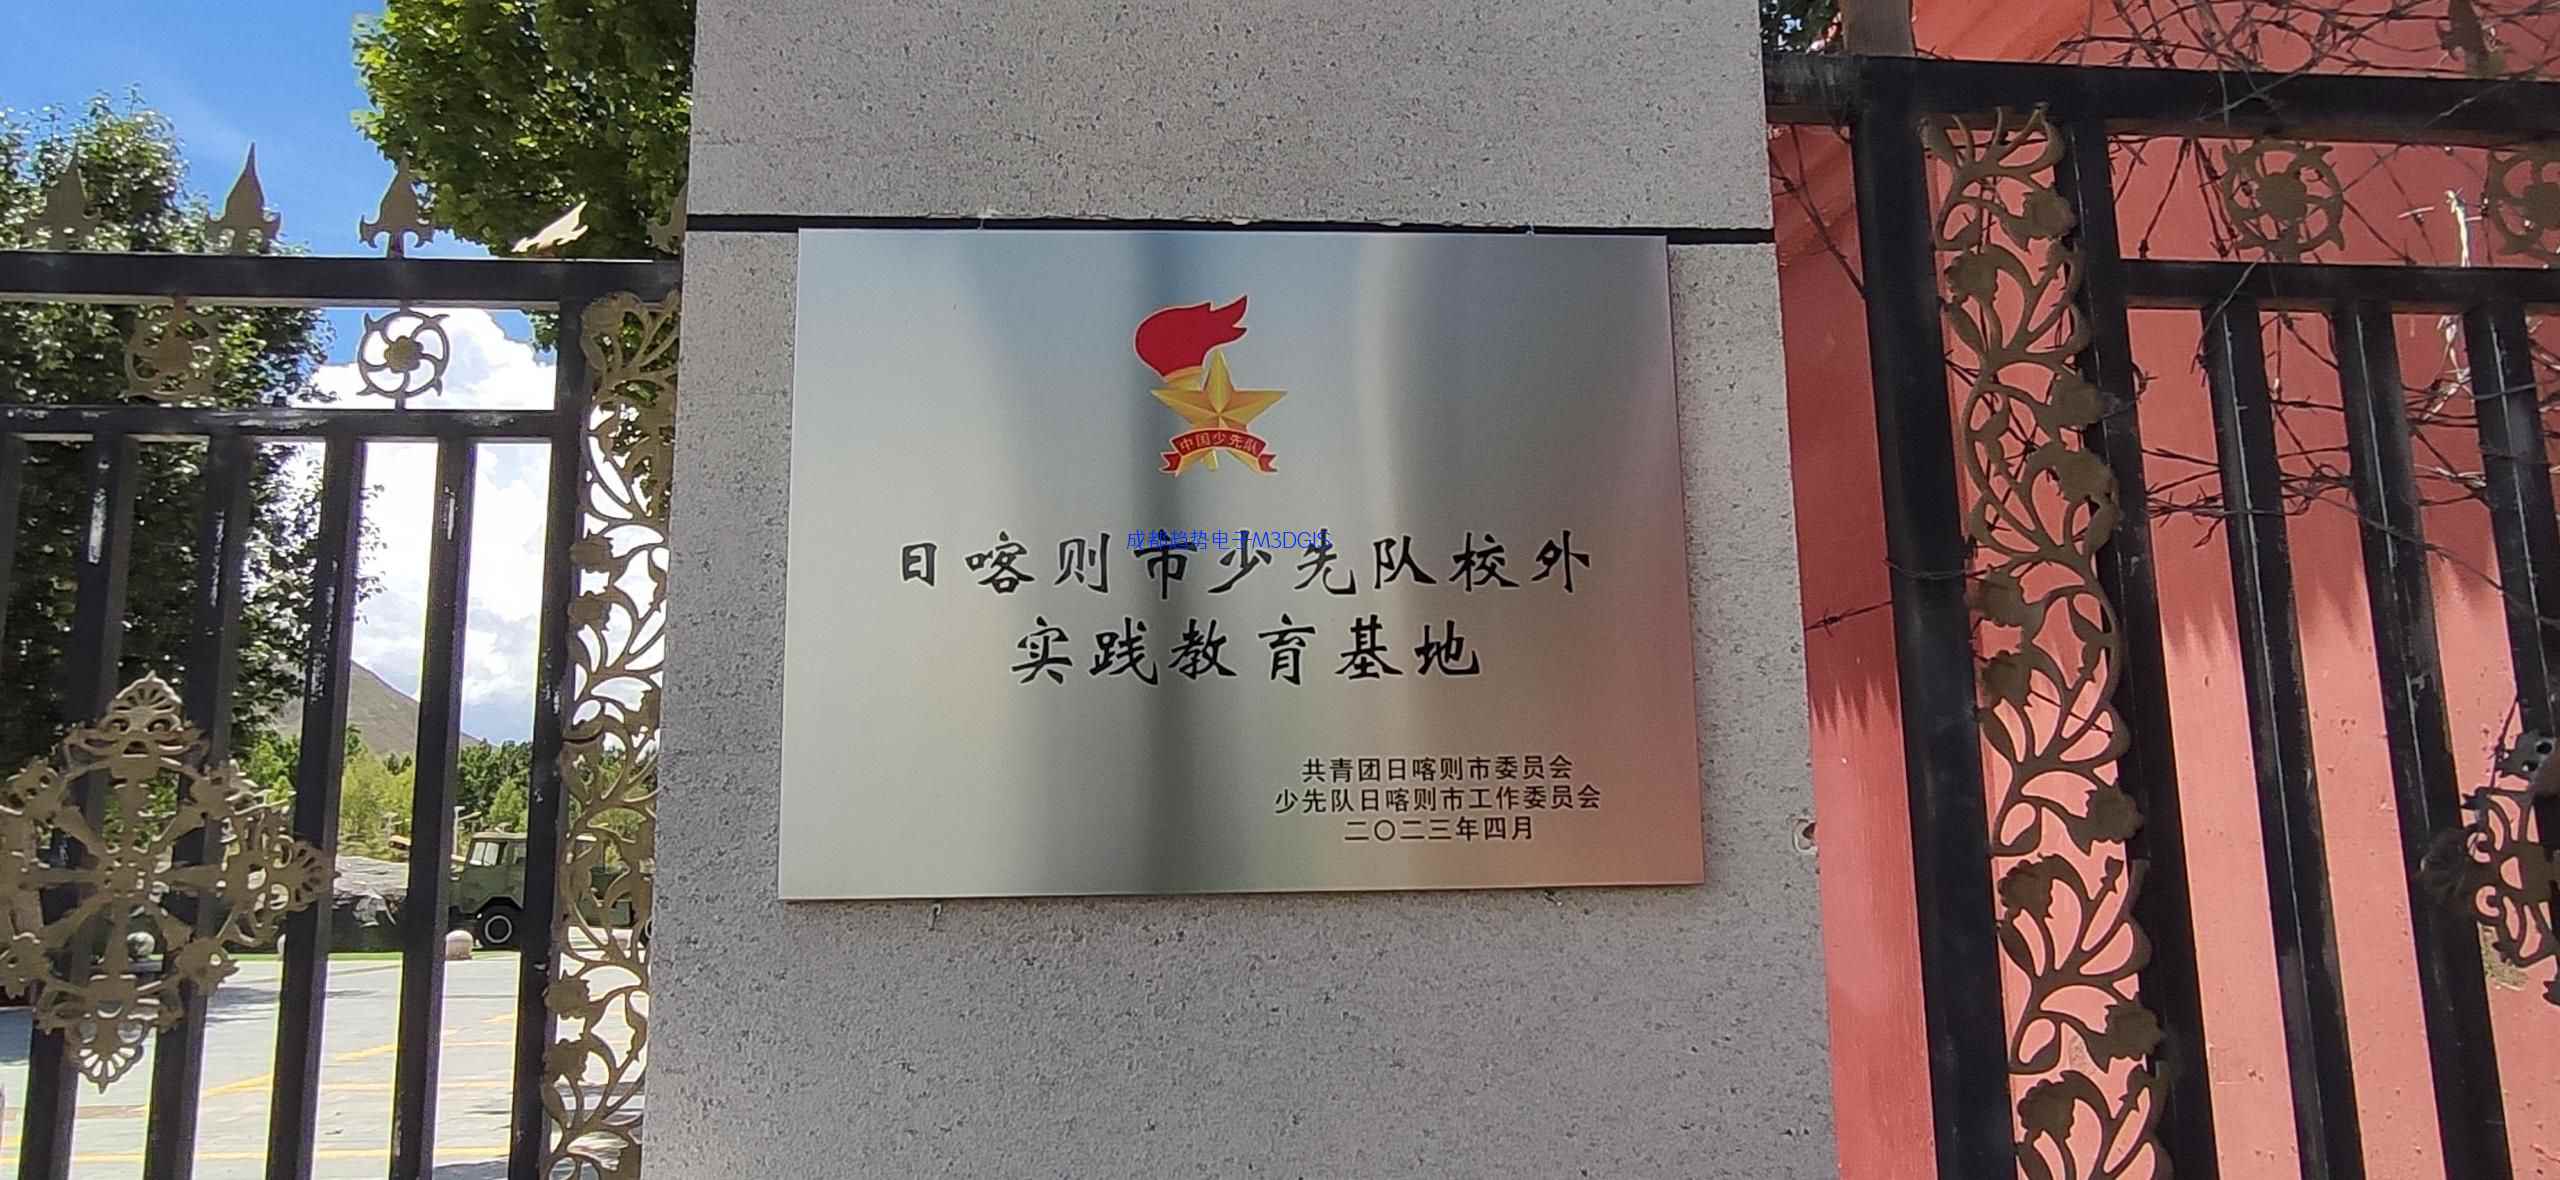 中国少先队
成都趋势电子M3DGIS
日喀则市少先队校外
实践教育基地
共青团日喀则市委员会
少先队日喀则市工作委员会
二〇二三年四月